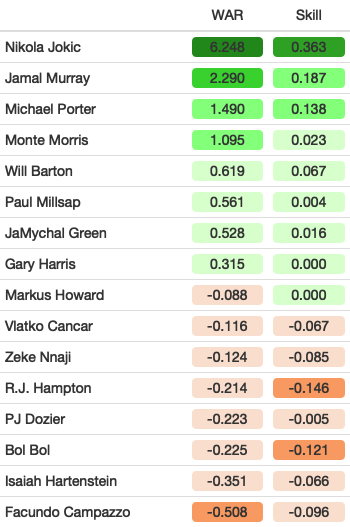 WAR Skill
Nikola Jokic 6.248 0.363
Jamal Murray 2.290 0.187
Michael Porter 1.490 0.138
Monte Morris 1.095 0.023
Will Barton 0.619 0.067
Paul Millsap 0.561 0.004
JaMychal Green 0.528 0.016
Gary Harris 0.315 0.000
Markus Howard -0.088 0.000
Vlatko Cancar -0.116 -0.067
Zeke Nnaji -0.124 -0.085
R.J. Hampton -0.214 -0.146
PJ Dozier -0.223 -0.005
Bol Bol -0.225 -0.121
Isaiah Hartenstein -0.351 -0.066
Facundo Campazzo -0.508 -0.096